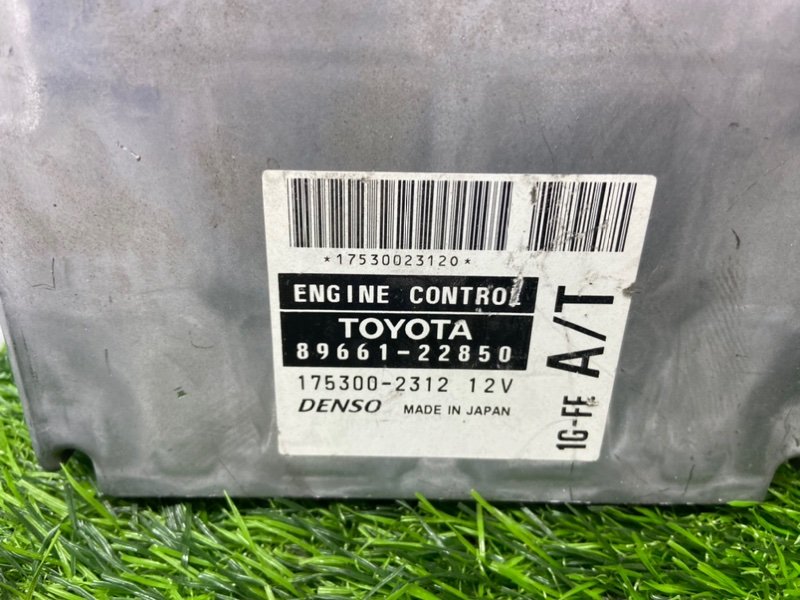 *17530023120*
ENGINE CONTROL
TOYOTA
89661-22850
175300-2312 12V
DENSO MADE IN JAPAN
1G-FE A/T